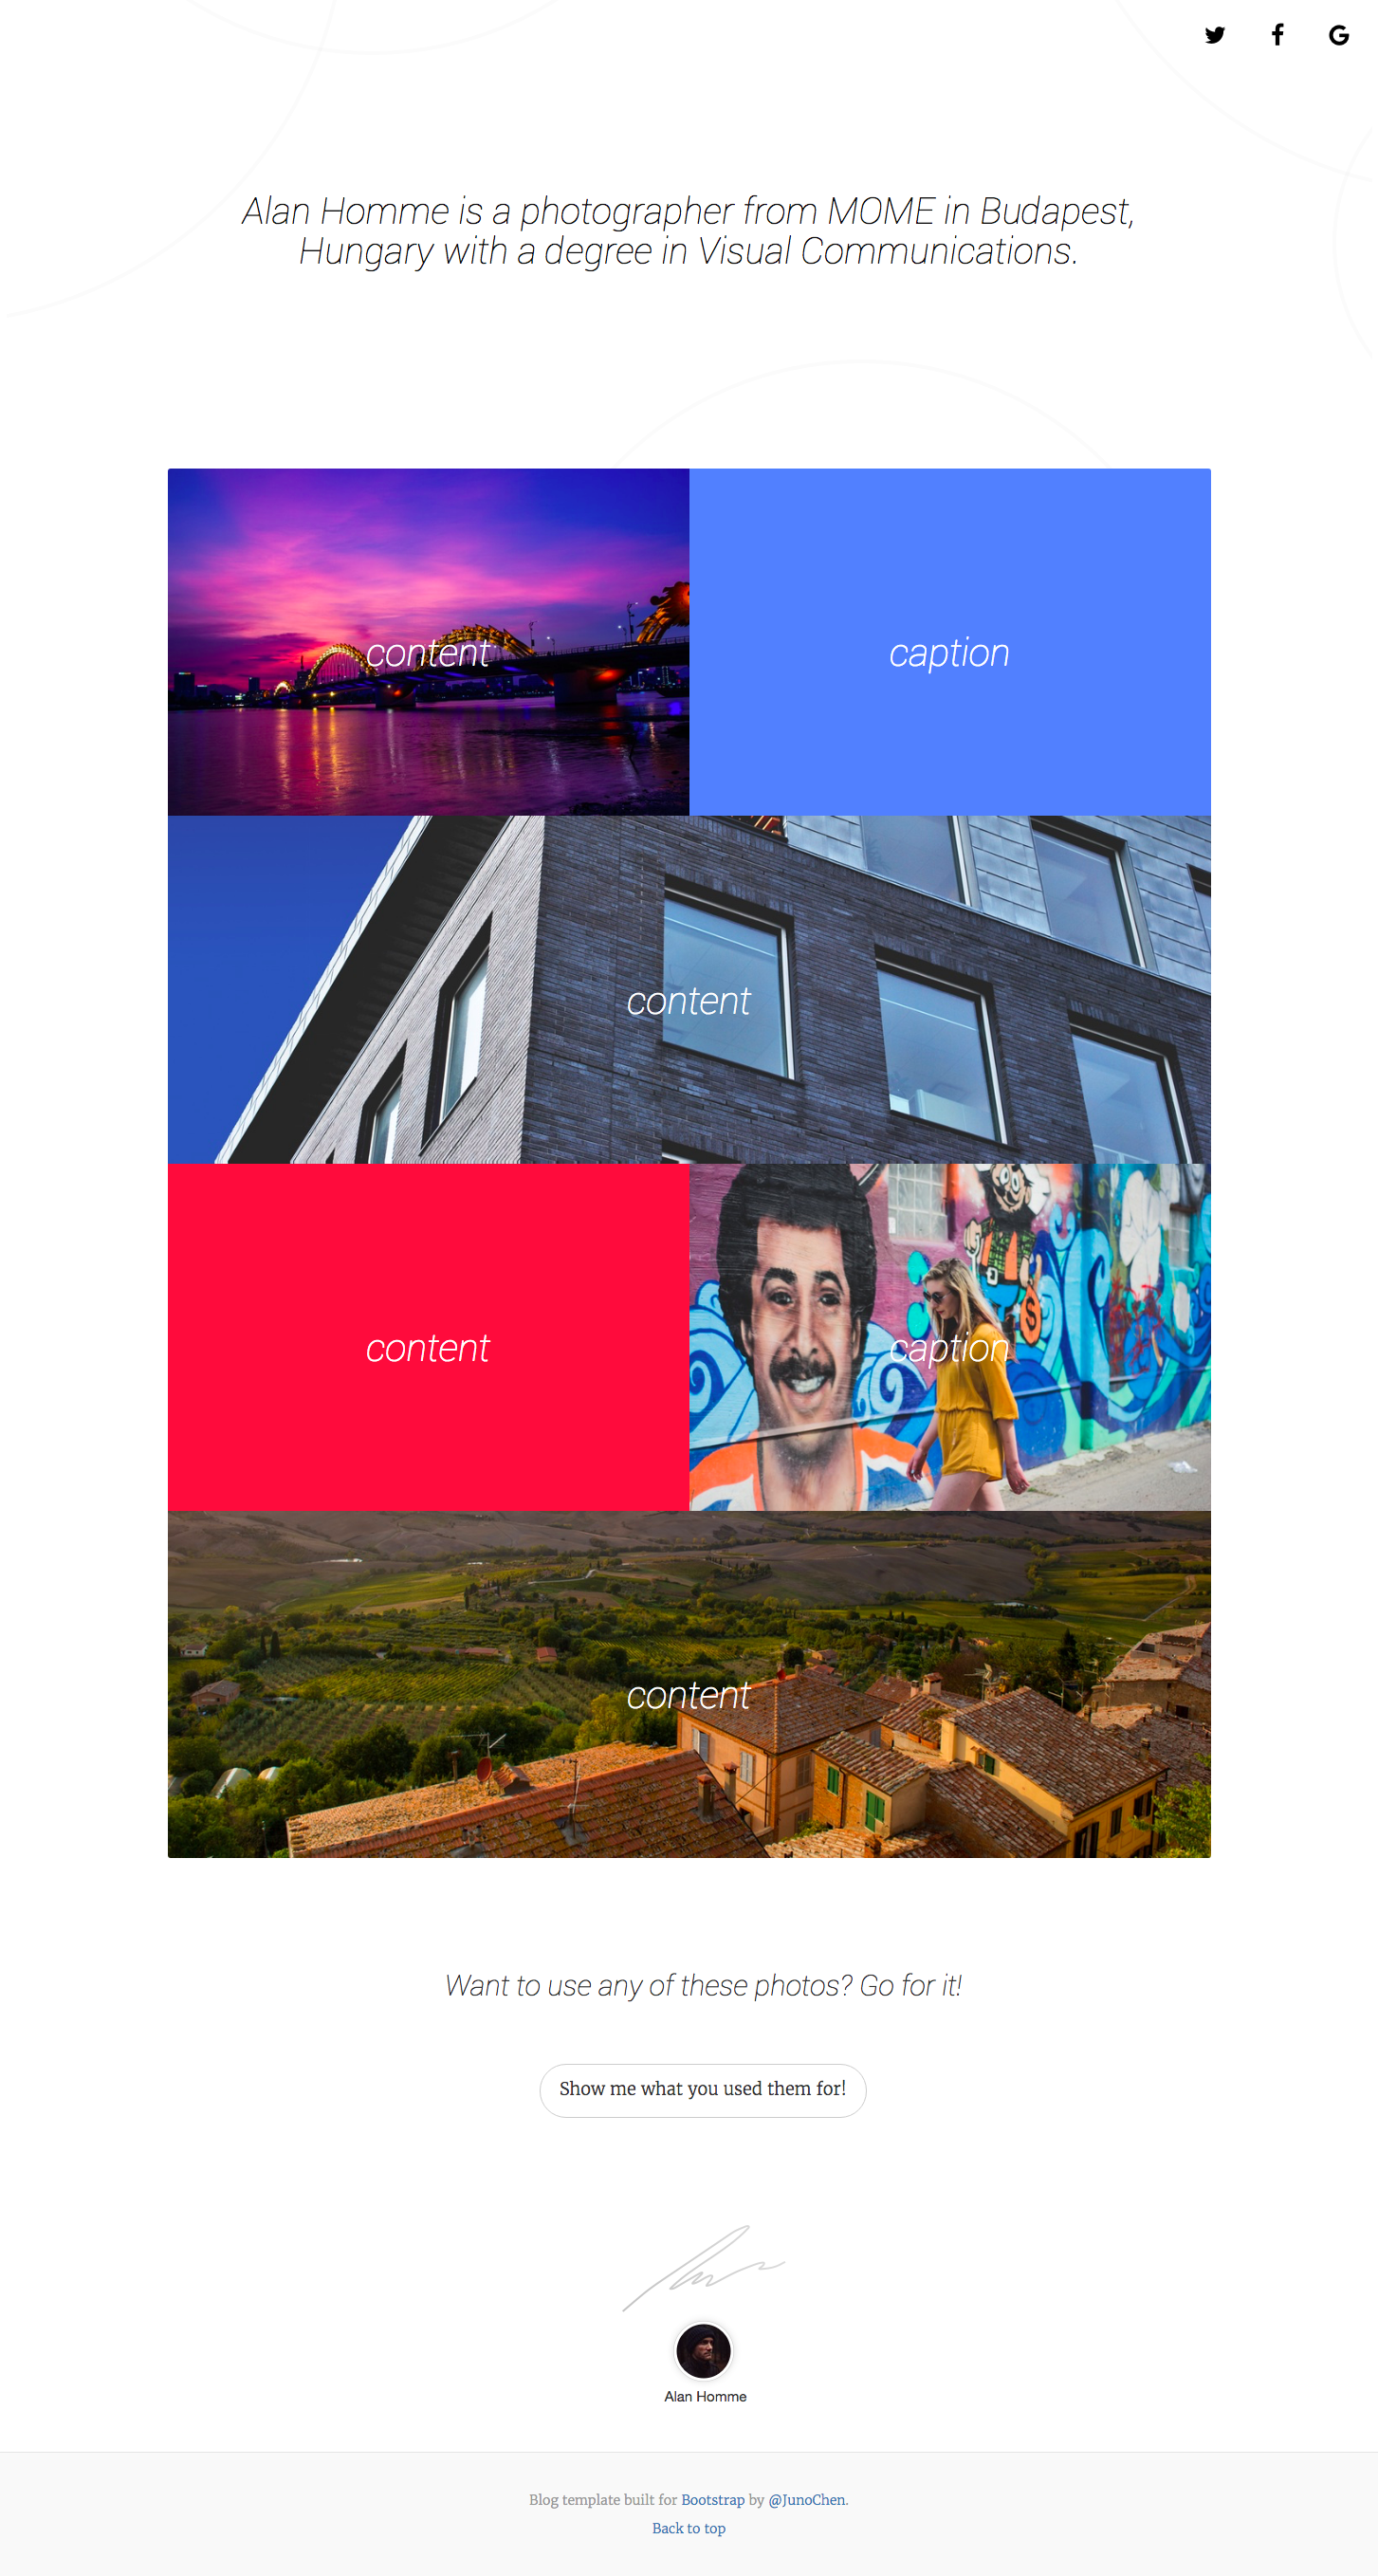 Alan Homme is a photographer from MOME in Budapest,
Hungary with a degree in Visual Communications.
content
caption
content
content
caption
content
Want to use any of these photos? Go for it!
Show me what you used them for!
Alan Homme
Blog template built for Bootstrap by @JunoChen.
Back to top